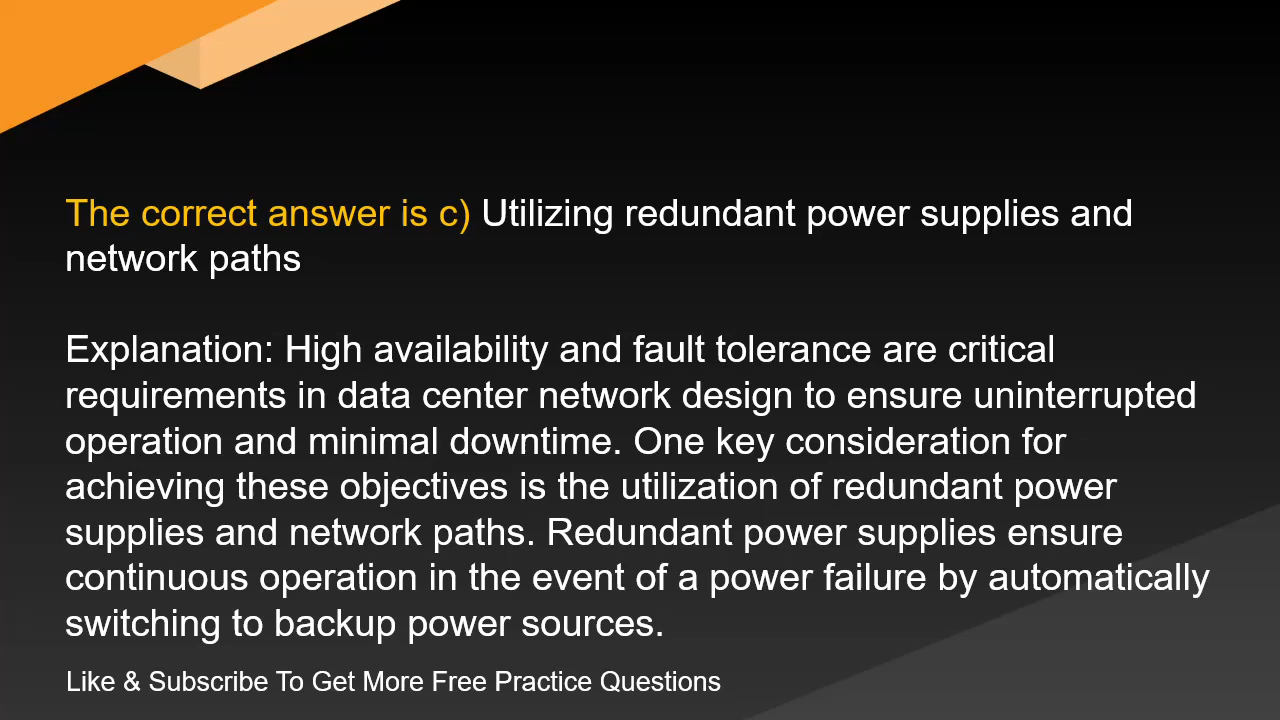 The correct answer is c) Utilizing redundant power supplies and
network paths
Explanation: High availability and fault tolerance are critical
requirements in data center network design to ensure uninterrupted
operation and minimal downtime. One key consideration for
achieving these objectives is the utilization of redundant power
supplies and network paths. Redundant power supplies ensure
continuous operation in the event of a power failure by automatically
switching to backup power sources.
Like & Subscribe To Get More Free Practice Questions